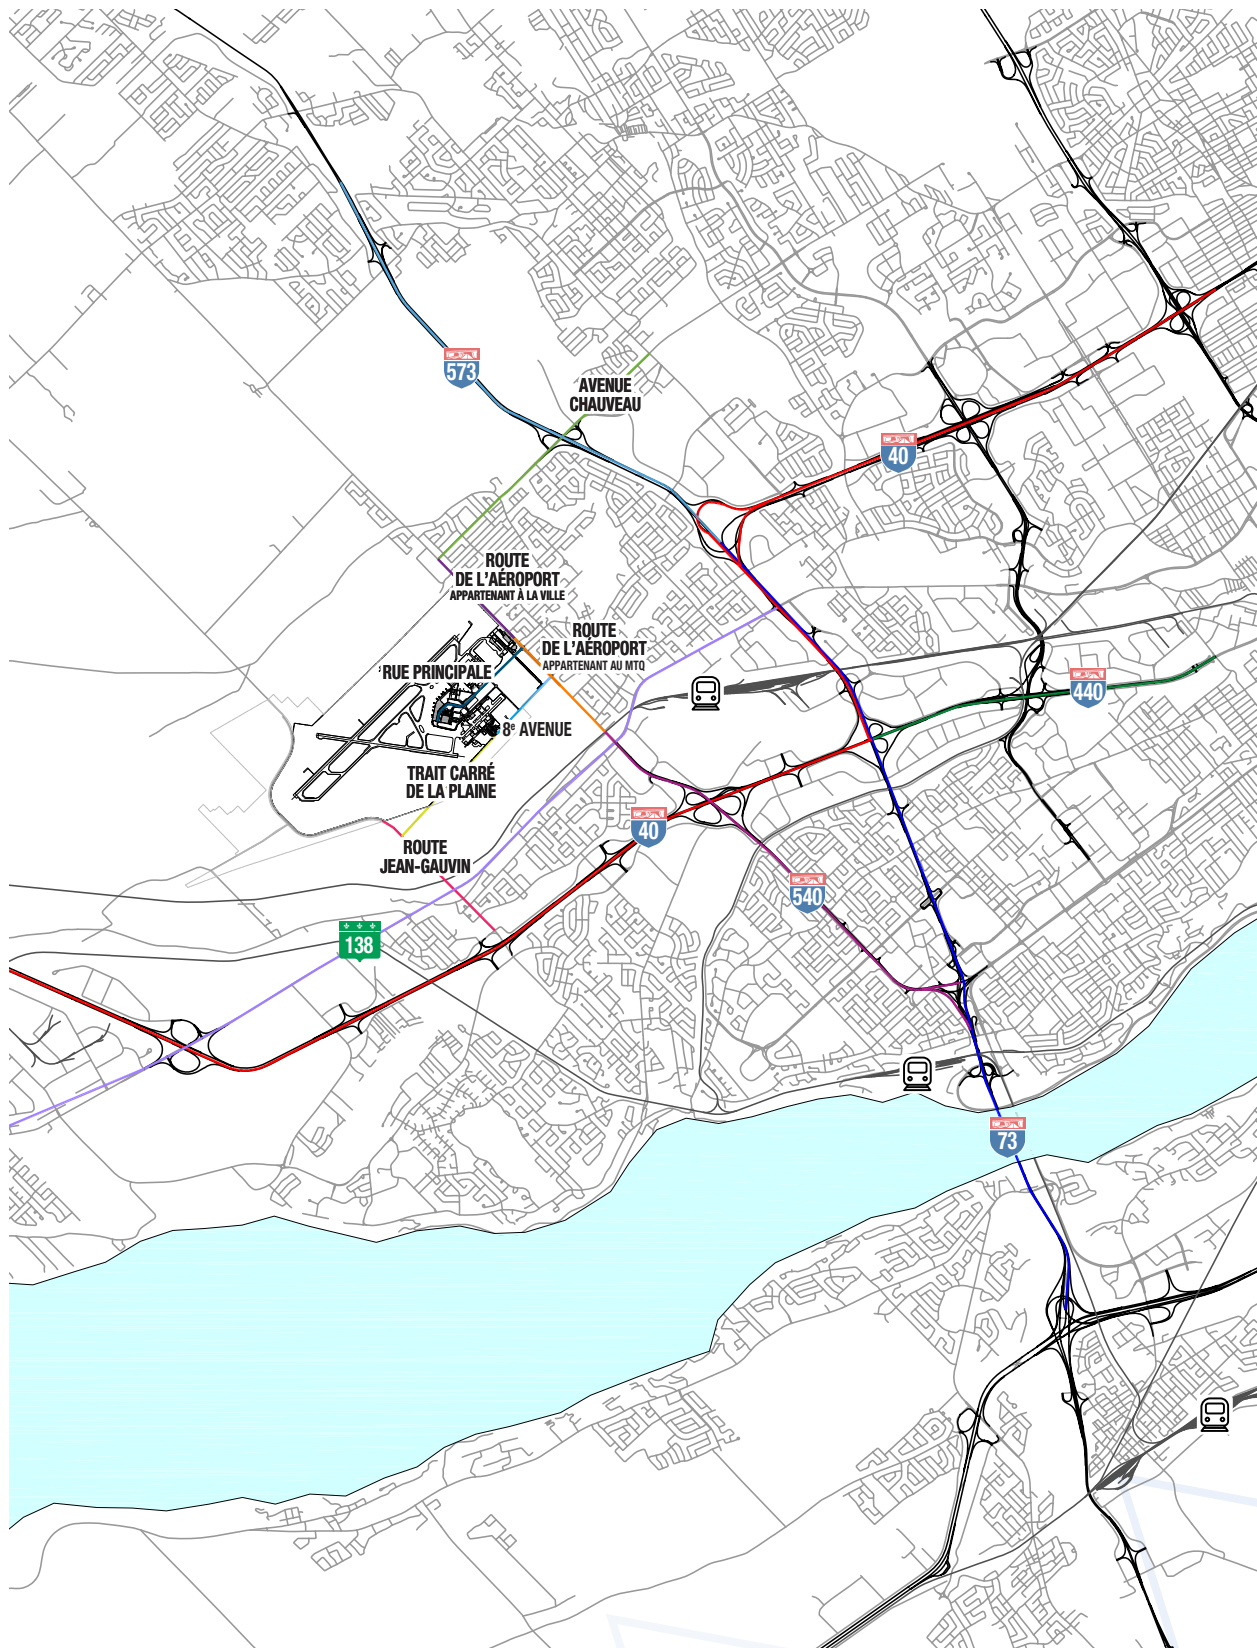 573
AVENUE
CHAUVEAU
40
ROUTE
DE L'AÉROPORT
APPARTENANT À LA VILLE
ROUTE
DE L'AÉROPORT
APPARTENANT AU MTQ
RUE PRINCIPALE
440
8e AVENUE
TRAIT CARRÉ
DE LA PLAINE
40
ROUTE
JEAN-GAUVIN
540
138
73